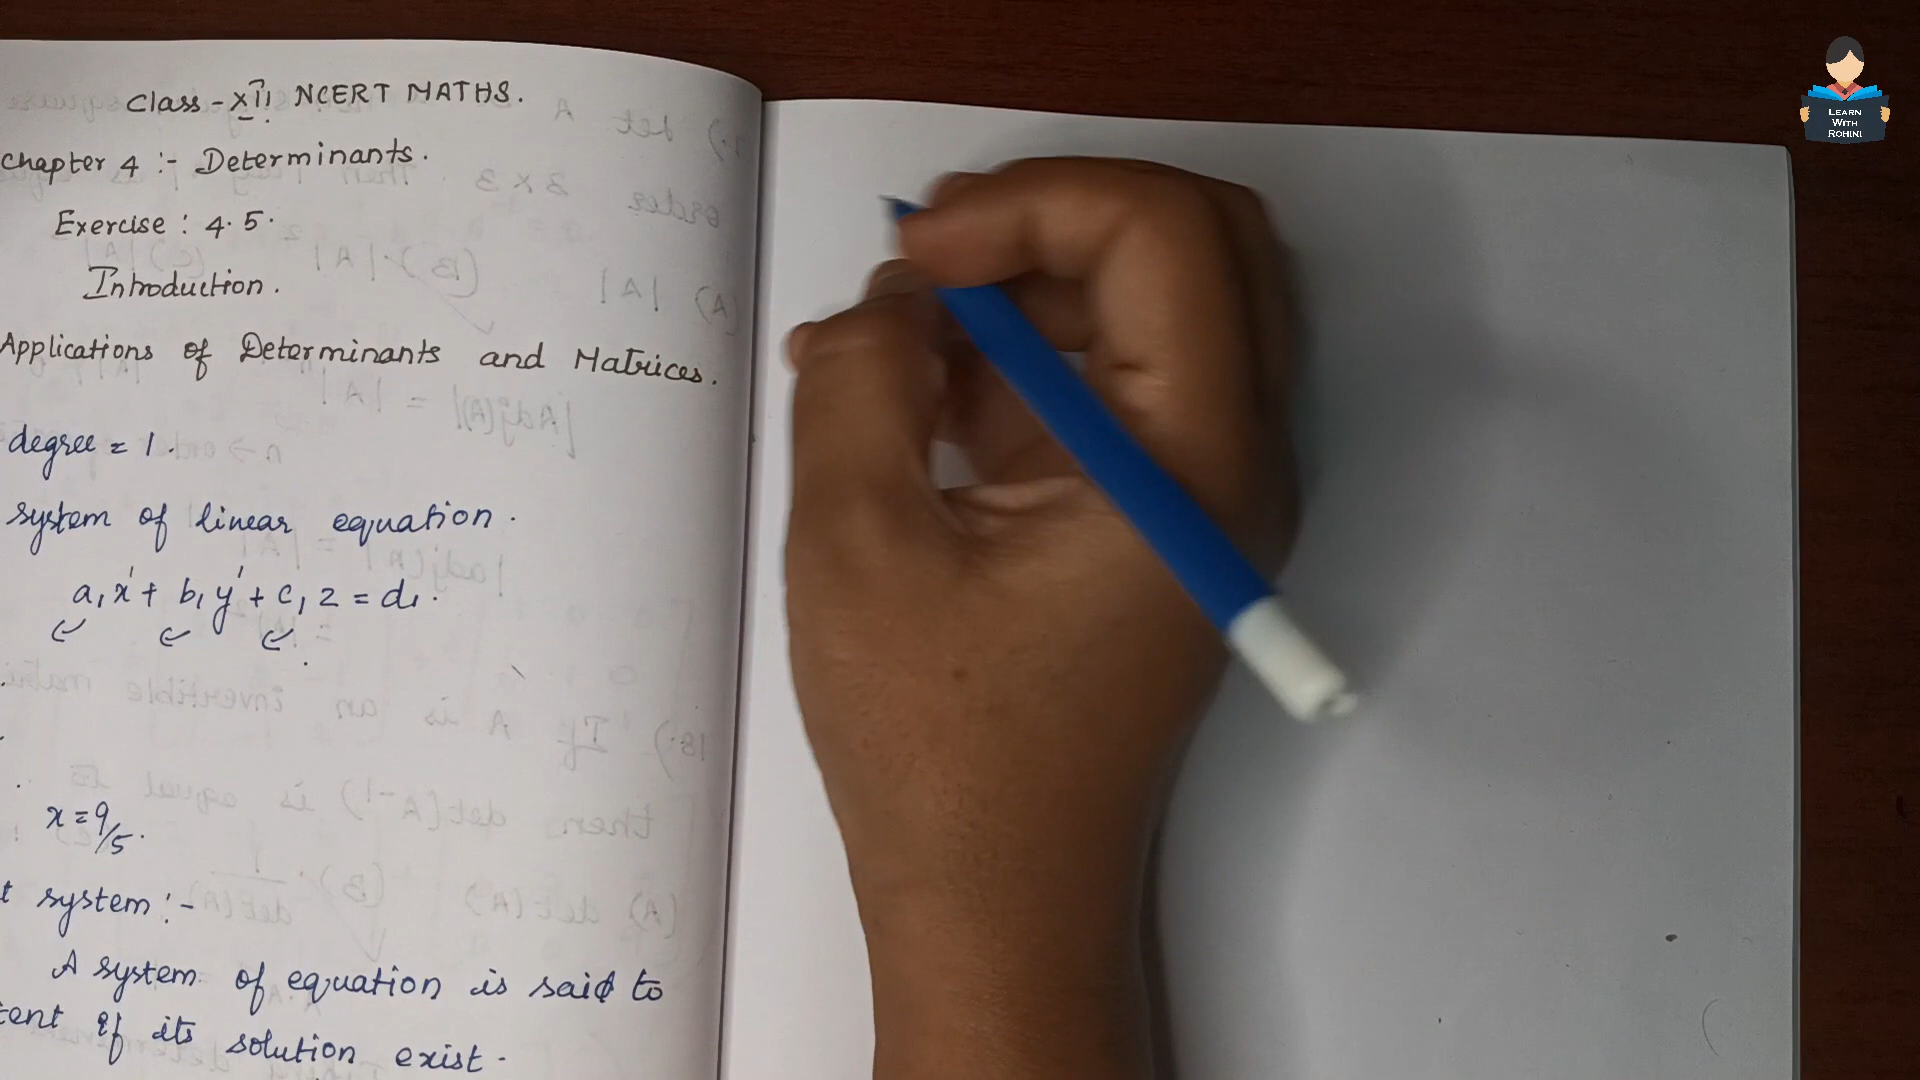 Class - XII NCERT MATHS.
Chapter 4 :- Determinants.
Exercise : 4.5.
Introduction.
Applications of Determinants and Matrices.
degree = 1.
system of linear equation.
a₁x¹ + b₁y¹ + c₁z = d₁.
x = 9/5.
system :-
A system of equation is said to
if its solution exist.
LEARN
WITH
ROHINI